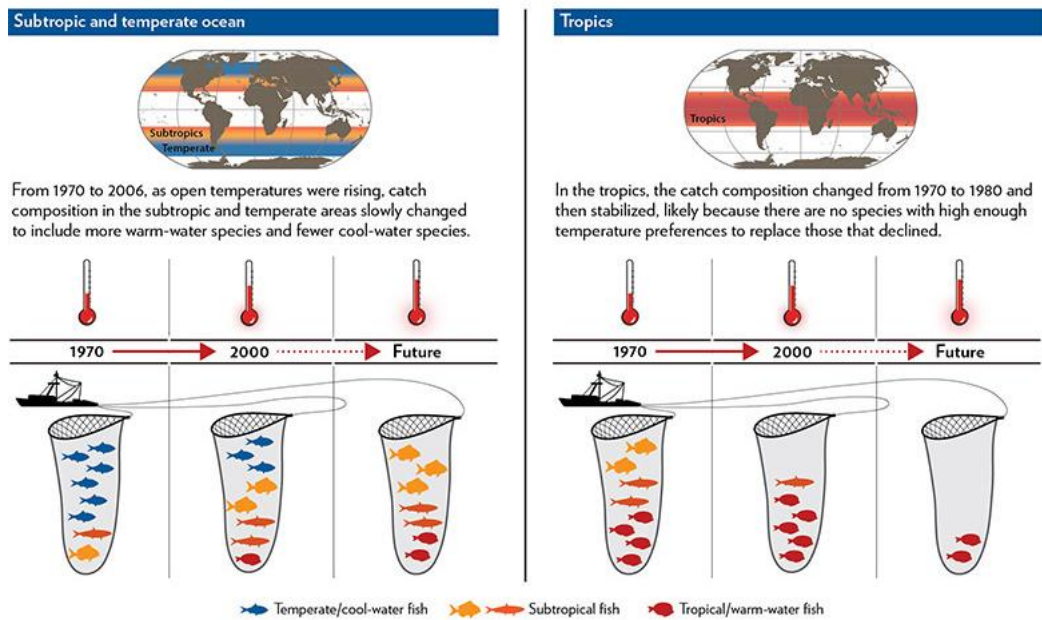 Subtropic and temperate ocean
Subtropics
Temperate
From 1970 to 2006, as open temperatures were rising, catch
composition in the subtropic and temperate areas slowly changed
to include more warm-water species and fewer cool-water species.
1970
2000
Future
Tropics
Tropics
In the tropics, the catch composition changed from 1970 to 1980 and
then stabilized, likely because there are no species with high enough
temperature preferences to replace those that declined.
1970
2000
Future
Temperate/cool-water fish
Subtropical fish
Tropical/warm-water fish